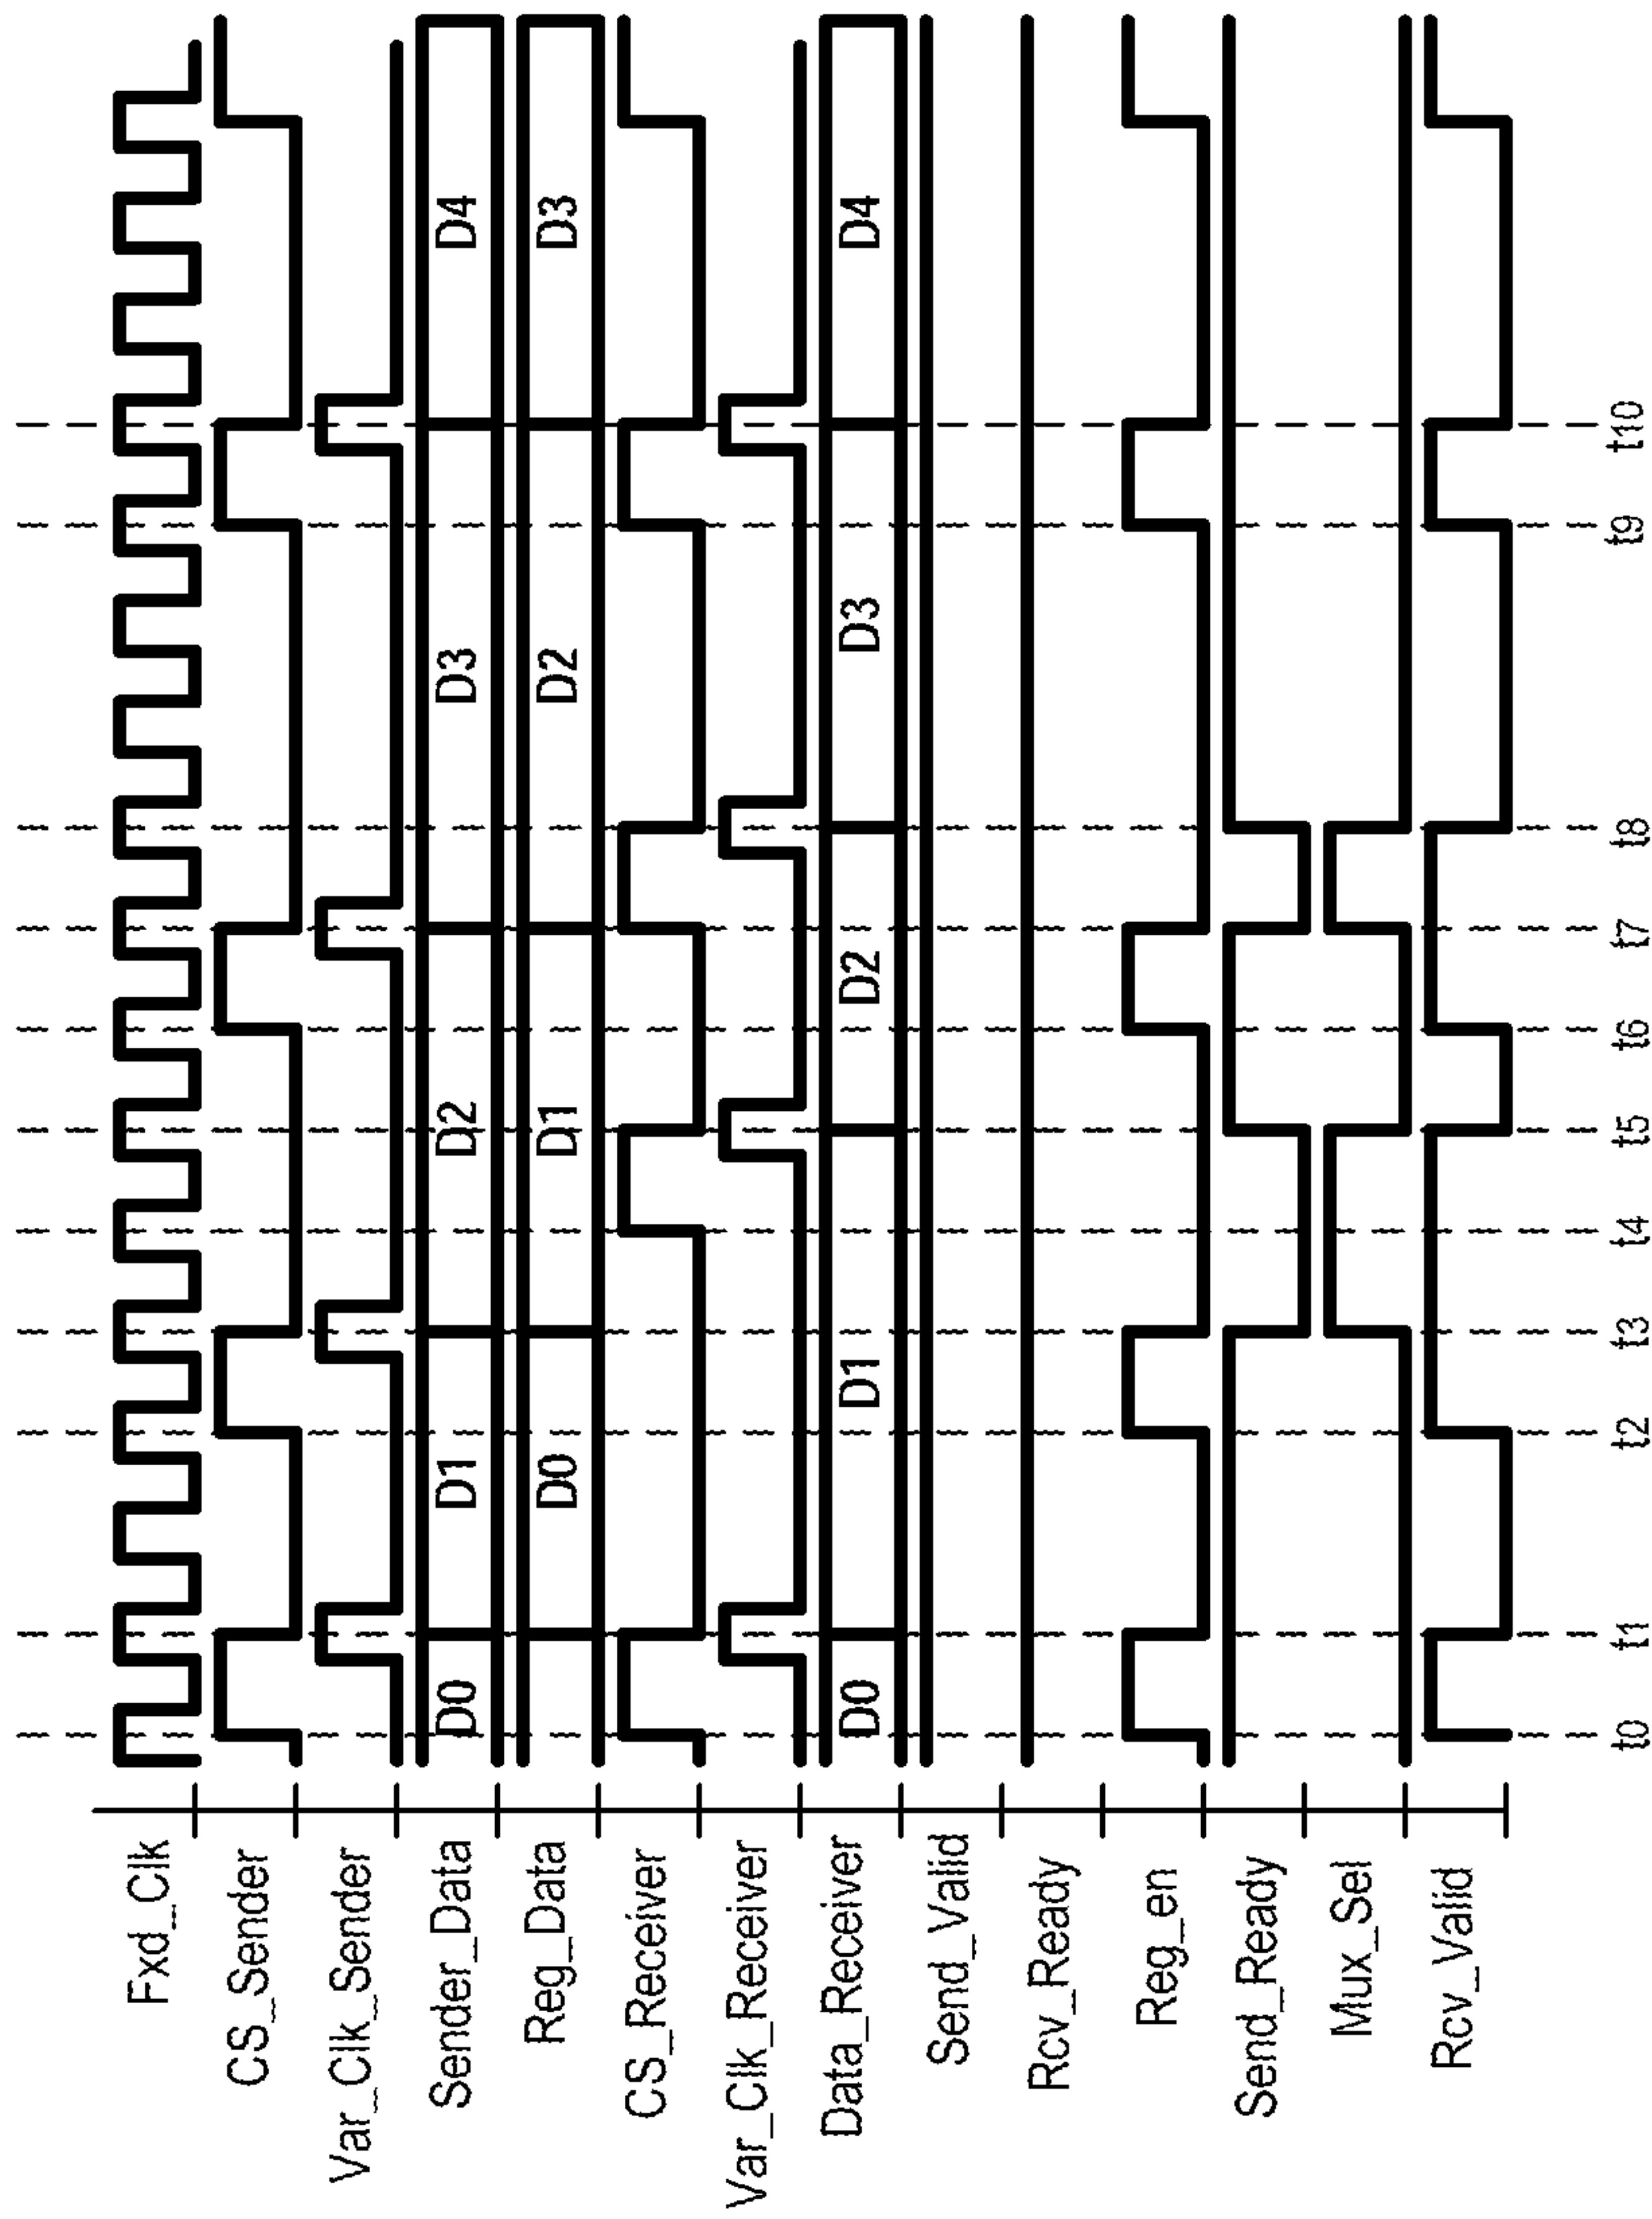 Fxd_Clk
CS_Sender
Var_Clk_Sender
Sender_Data
D0 D1 D2 D3 D4
Reg_Data
D0 D1 D2 D3
CS_Receiver
Var_Clk_Receiver
Data_Receiver
D0 D1 D2 D3 D4
Send_Valid
Rcv_Ready
Reg_en
Send_Ready
Mux_Sel
Rcv_Valid
t0 t1 t2 t3 t4 t5 t6 t7 t8 t9 t10